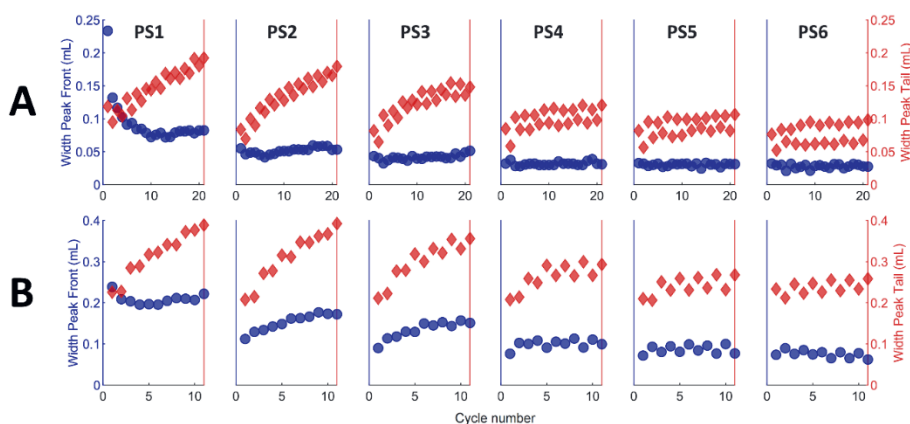 A
PS1 PS2 PS3 PS4 PS5 PS6
Width Peak Front (mL)
0.25
0.2
0.15
0.1
0.05
0
0.25
0.2
0.15
0.1
0.05
0
Width Peak Tail (mL)
0 10 20 0 10 20 0 10 20 0 10 20 0 10 20 0 10 20
B
Width Peak Front (mL)
0.4
0.3
0.2
0.1
0
0.4
0.3
0.2
0.1
0
Width Peak Tail (mL)
0 5 10 0 5 10 0 5 10 0 5 10 0 5 10 0 5 10
Cycle number